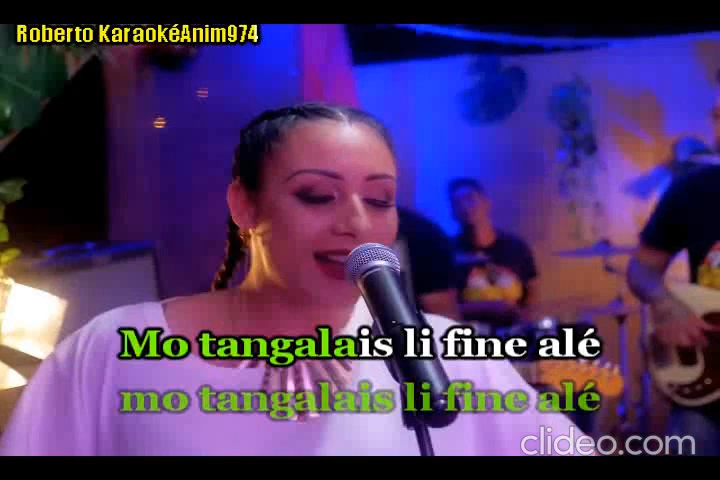 Roberto KaraokéAnim974
Mo tangalais li fine alé
mo tangalais li fine alé
clideo.com